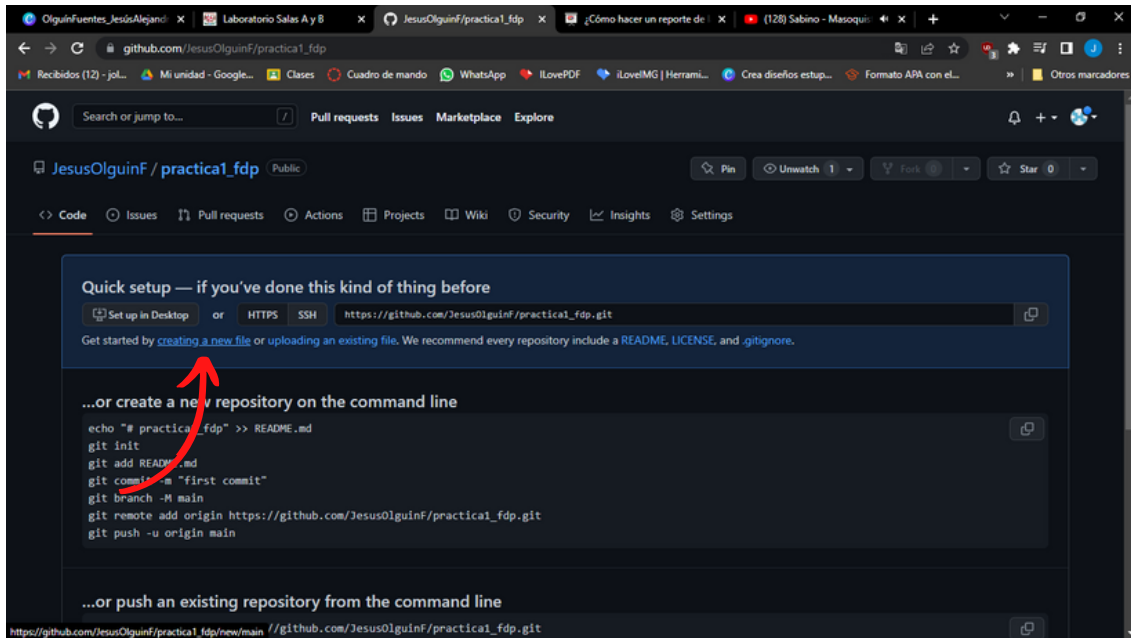 OlguínFuentes_JesúsAlejand
Laboratorio Salas A y B
JesusOlguinF/practica1_fdp
¿Cómo hacer un reporte de l
(128) Sabino - Masoquis
github.com/JesusOlguinF/practica1_fdp
Recibidos (12) - jol...
Mi unidad - Google...
Clases
Cuadro de mando
WhatsApp
ILovePDF
iLoveIMG | Herrami...
Crea diseños estup...
Formato APA con el...
»
Otros marcadores
Search or jump to...
/
Pull requests Issues Marketplace Explore
JesusOlguinF / practica1_fdp Public
Pin
Unwatch 1
Fork 0
Star 0
<> Code Issues Pull requests Actions Projects Wiki Security Insights Settings
Quick setup — if you've done this kind of thing before
Set up in Desktop or HTTPS SSH https://github.com/JesusOlguinF/practica1_fdp.git
Get started by creating a new file or uploading an existing file. We recommend every repository include a README, LICENSE, and .gitignore.
...or create a new repository on the command line
echo "# practica1_fdp" >> README.md
git init
git add README.md
git commit -m "first commit"
git branch -M main
git remote add origin https://github.com/JesusOlguinF/practica1_fdp.git
git push -u origin main
...or push an existing repository from the command line
https://github.com/JesusOlguinF/practica1_fdp/new/main //github.com/JesusOlguinF/practica1_fdp.git